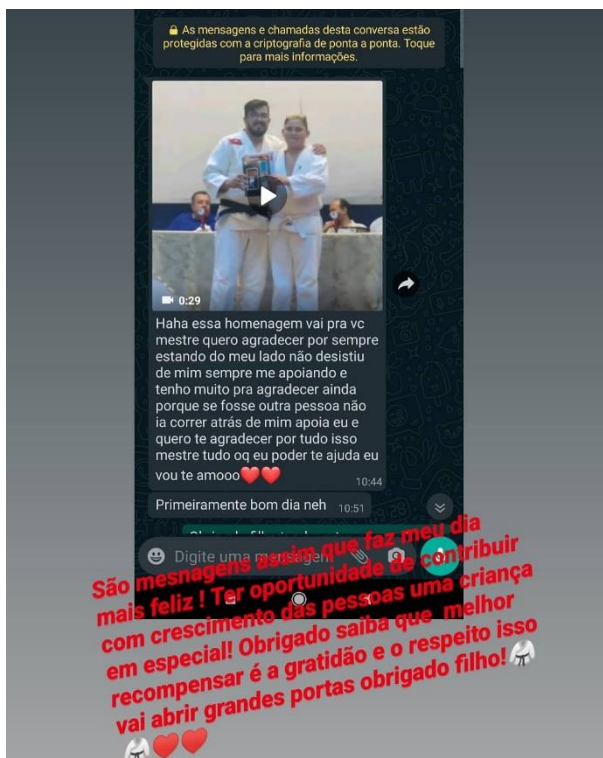 🔒 As mensagens e chamadas desta conversa estão
protegidas com a criptografia de ponta a ponta. Toque
para mais informações.
0:29
Haha essa homenagem vai pra vc
mestre quero agradecer por sempre
estando do meu lado não desistiu
de mim sempre me apoiando e
tenho muito pra agradecer ainda
porque se fosse outra pessoa não
ia correr atrás de mim apoia eu e
quero te agradecer por tudo isso
mestre tudo oq eu poder te ajuda eu
vou te amooo❤️❤️
10:44
Primeiramente bom dia neh 10:51
Digite uma mensagem
São mesnagens assim que faz meu dia
mais feliz ! Ter oportunidade de contribuir
com crescimento das pessoas uma criança
em especial! Obrigado saiba que melhor
recompensar é a gratidão e o respeito isso
vai abrir grandes portas obrigado filho!🥋
🥋♥️♥️